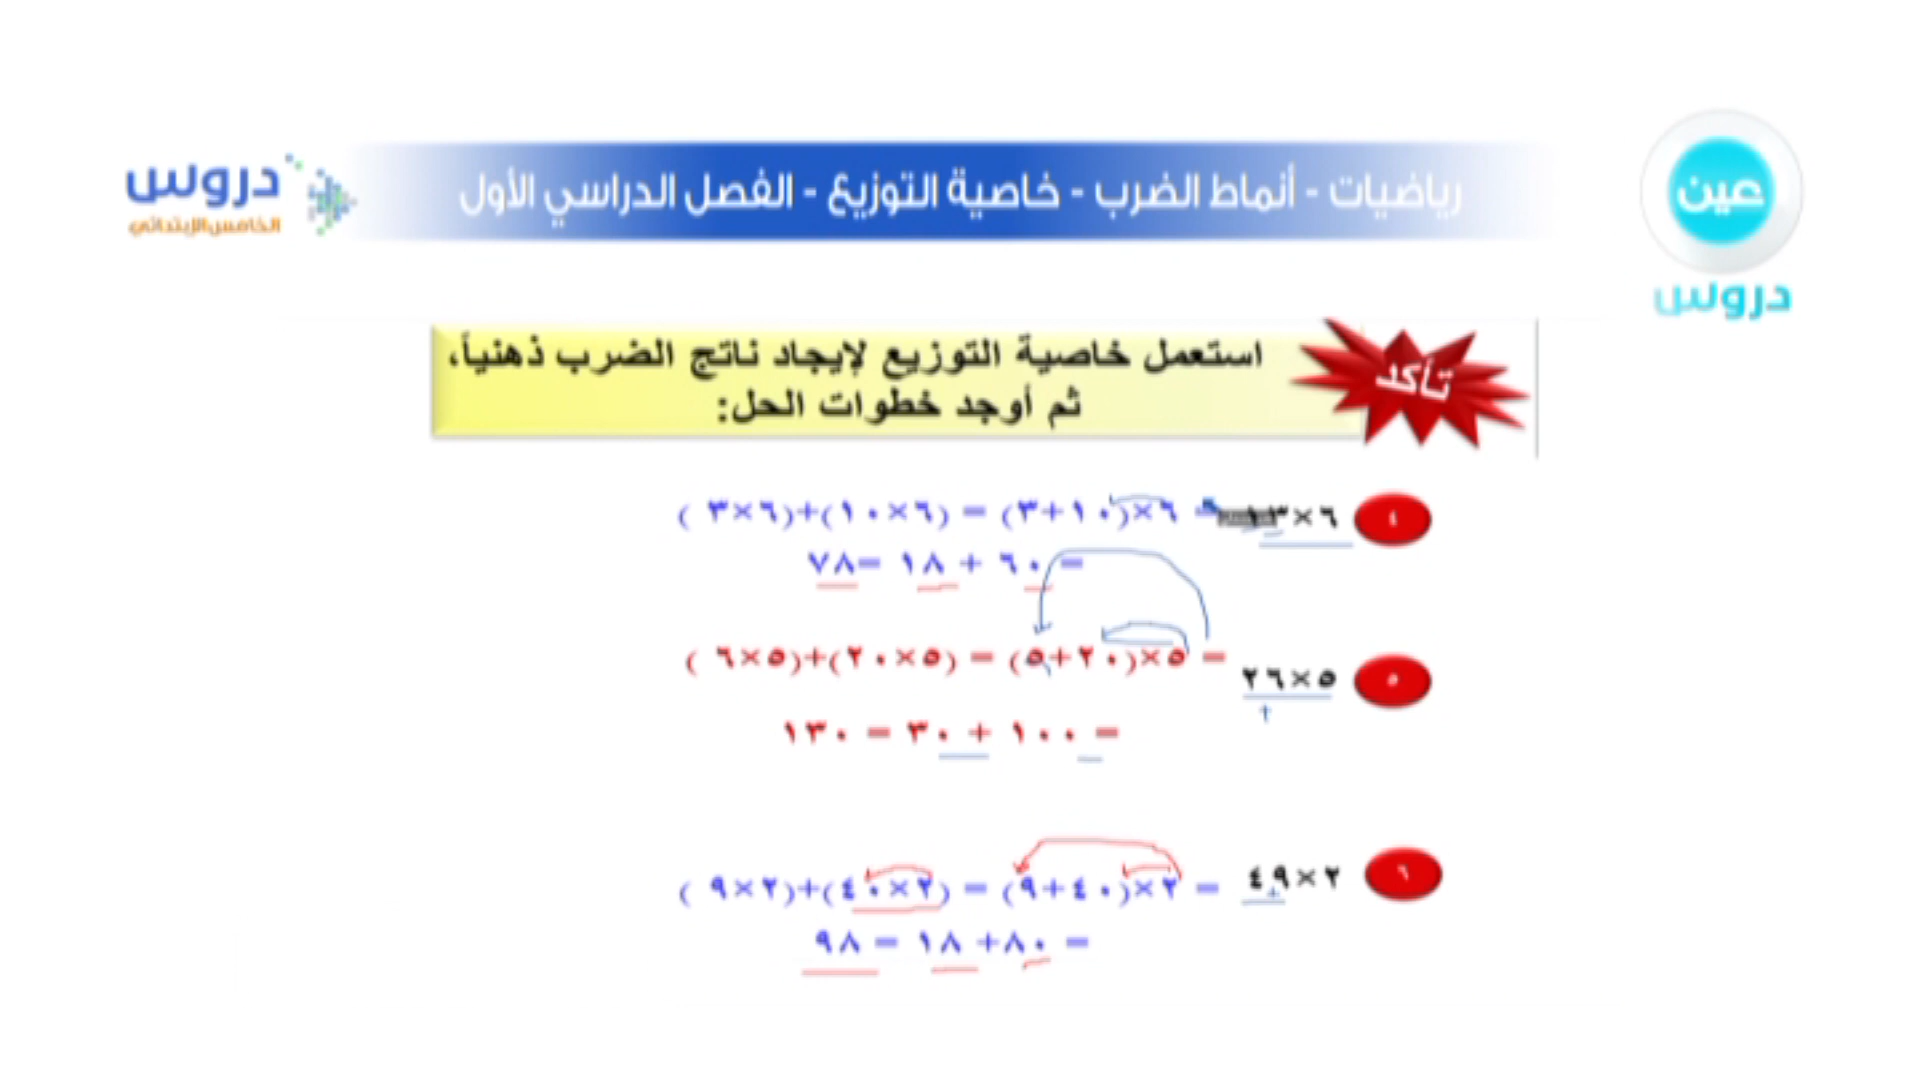 دروس
الخامس الابتدائي
رياضيات - أنماط الضرب - خاصية التوزيع - الفصل الدراسي الأول
عين
دروس
تأكد
استعمل خاصية التوزيع لإيجاد ناتج الضرب ذهنياً،
ثم أوجد خطوات الحل:
٤ ٦×١٣ = ٦×(١٠+٣) = (٦×١٠)+(٦×٣ )
= ٦٠ + ١٨ =٧٨
٥ ٥×٢٦ = ٥×(٢٠+٥) = (٥×٢٠)+(٥×٦ )
= ١٠٠ + ٣٠ = ١٣٠
٦ ٢×٤٩ = ٢×(٤٠+٩) = (٢×٤٠)+(٢×٩ )
= ٨٠+ ١٨ = ٩٨